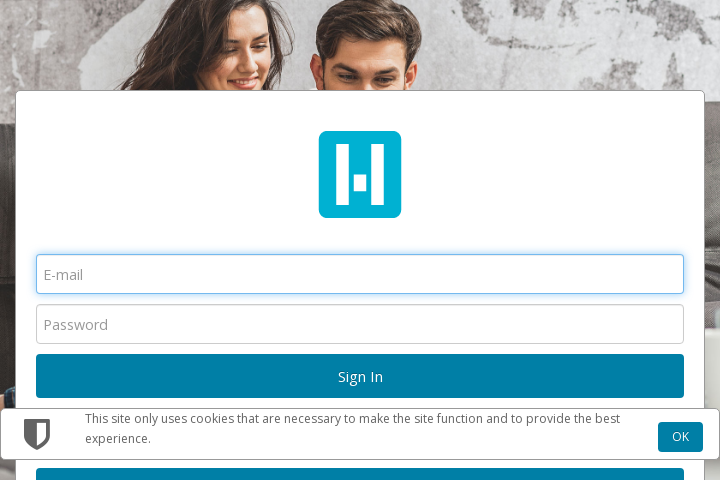 E-mail
Password
Sign In
This site only uses cookies that are necessary to make the site function and to provide the best
experience.
OK